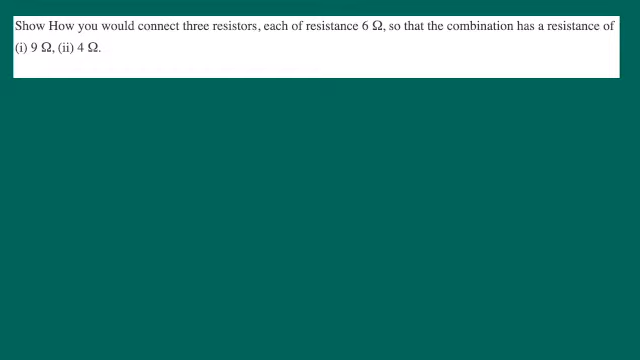 Show How you would connect three resistors, each of resistance 6 Ω, so that the combination has a resistance of
(i) 9 Ω, (ii) 4 Ω.